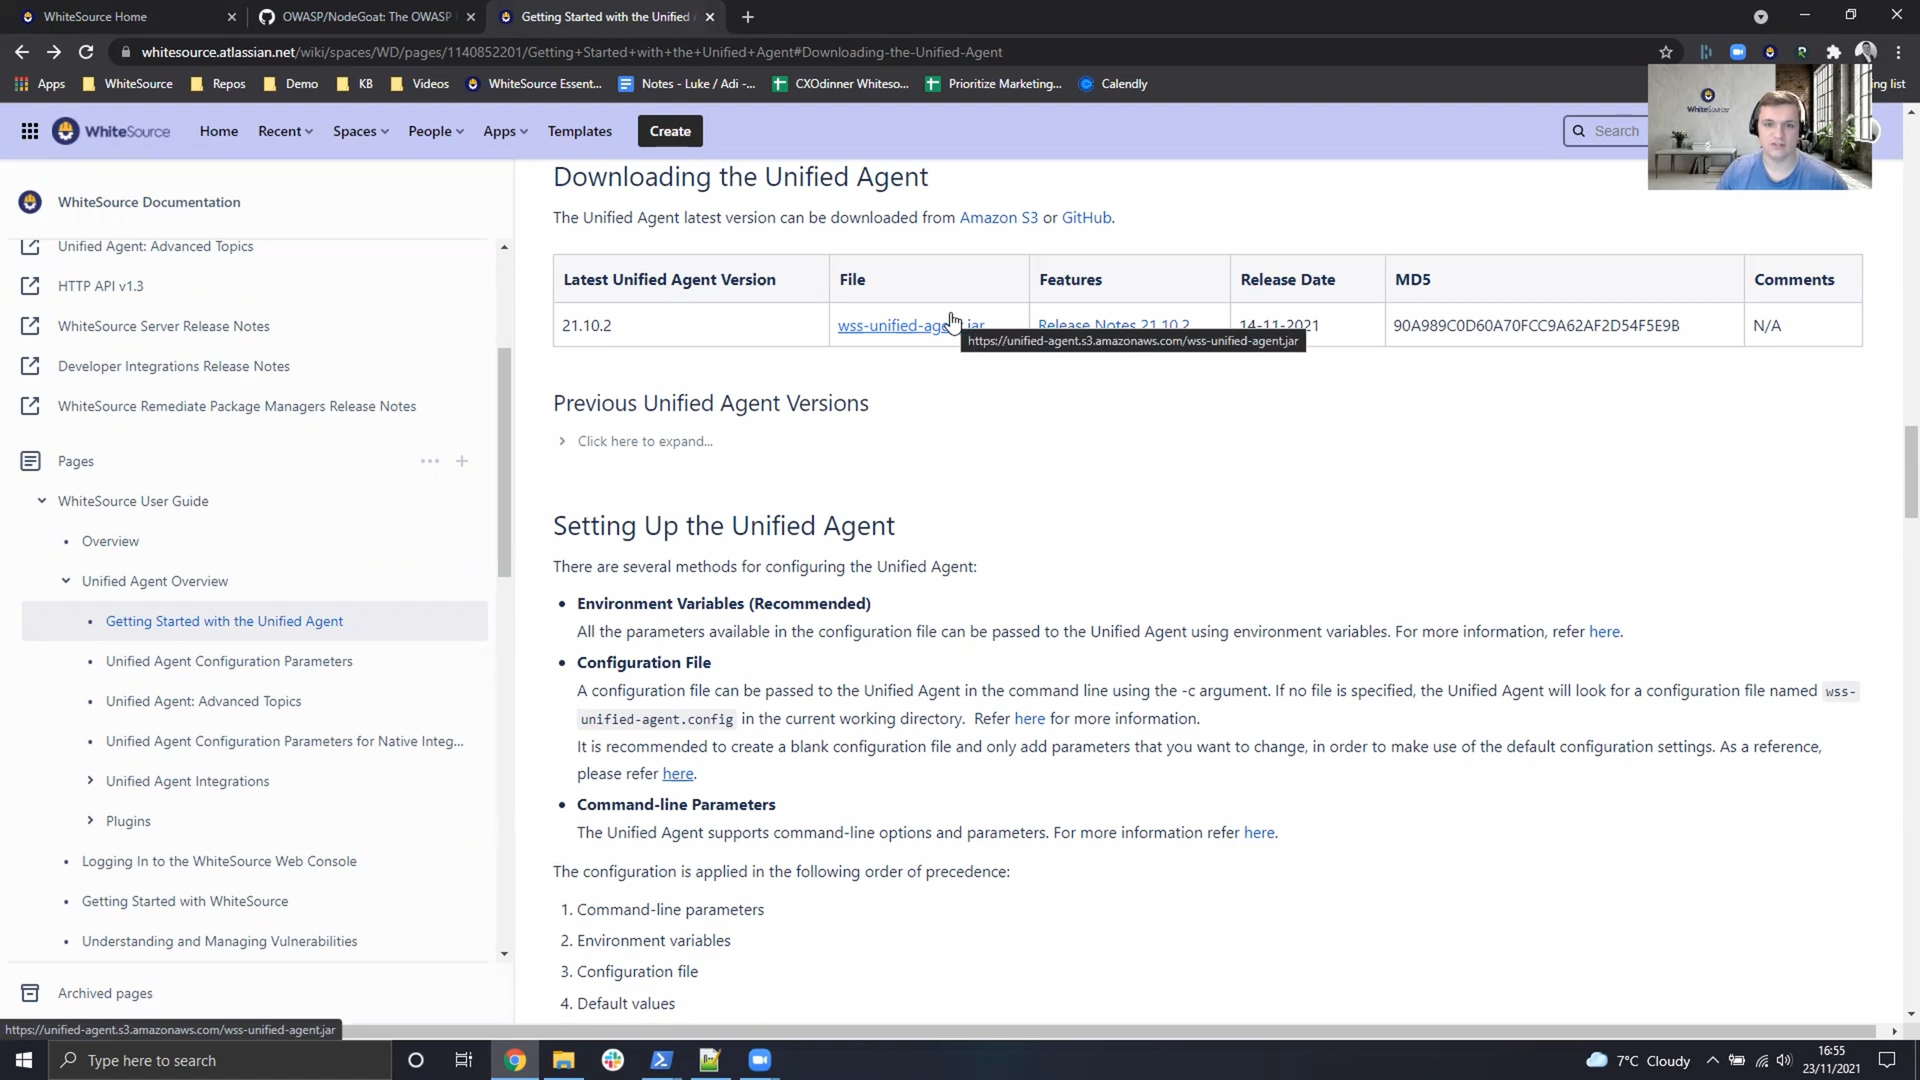 WhiteSource Home
OWASP/NodeGoat: The OWASP
Getting Started with the Unified
whitesource.atlassian.net/wiki/spaces/WD/pages/1140852201/Getting+Started+with+the+Unified+Agent#Downloading-the-Unified-Agent
Apps WhiteSource Repos Demo KB Videos WhiteSource Essent... Notes - Luke / Adi -... CXOdinner Whiteso... Prioritize Marketing... Calendly ng list
WhiteSource Home Recent Spaces People Apps Templates Create Search
WhiteSource
WhiteSource Documentation
Unified Agent: Advanced Topics
HTTP API v1.3
WhiteSource Server Release Notes
Developer Integrations Release Notes
WhiteSource Remediate Package Managers Release Notes
Pages
WhiteSource User Guide
Overview
Unified Agent Overview
Getting Started with the Unified Agent
Unified Agent Configuration Parameters
Unified Agent: Advanced Topics
Unified Agent Configuration Parameters for Native Integ...
Unified Agent Integrations
Plugins
Logging In to the WhiteSource Web Console
Getting Started with WhiteSource
Understanding and Managing Vulnerabilities
Archived pages
https://unified-agent.s3.amazonaws.com/wss-unified-agent.jar
Downloading the Unified Agent
The Unified Agent latest version can be downloaded from Amazon S3 or GitHub.
Latest Unified Agent Version File Features Release Date MD5 Comments
21.10.2 wss-unified-age jar Release Notes 21.10.2 14-11-2021 90A989C0D60A70FCC9A62AF2D54F5E9B N/A
https://unified-agent.s3.amazonaws.com/wss-unified-agent.jar
Previous Unified Agent Versions
Click here to expand...
Setting Up the Unified Agent
There are several methods for configuring the Unified Agent:
• Environment Variables (Recommended)
All the parameters available in the configuration file can be passed to the Unified Agent using environment variables. For more information, refer here.
• Configuration File
A configuration file can be passed to the Unified Agent in the command line using the -c argument. If no file is specified, the Unified Agent will look for a configuration file named wss-
unified-agent.config in the current working directory. Refer here for more information.
It is recommended to create a blank configuration file and only add parameters that you want to change, in order to make use of the default configuration settings. As a reference,
please refer here.
• Command-line Parameters
The Unified Agent supports command-line options and parameters. For more information refer here.
The configuration is applied in the following order of precedence:
1. Command-line parameters
2. Environment variables
3. Configuration file
4. Default values
Type here to search
7°C Cloudy
16:55
23/11/2021